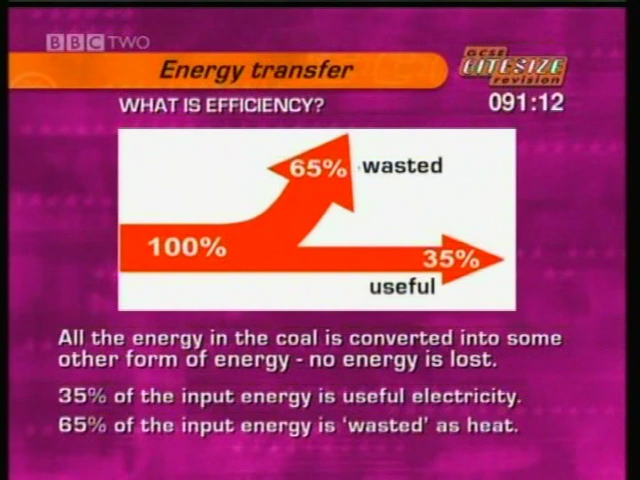 BBC TWO
GCSE
BITESIZE
revision
Energy transfer
WHAT IS EFFICIENCY?
091:12
65% wasted
100%
35%
useful
All the energy in the coal is converted into some
other form of energy - no energy is lost.
35% of the input energy is useful electricity.
65% of the input energy is 'wasted' as heat.